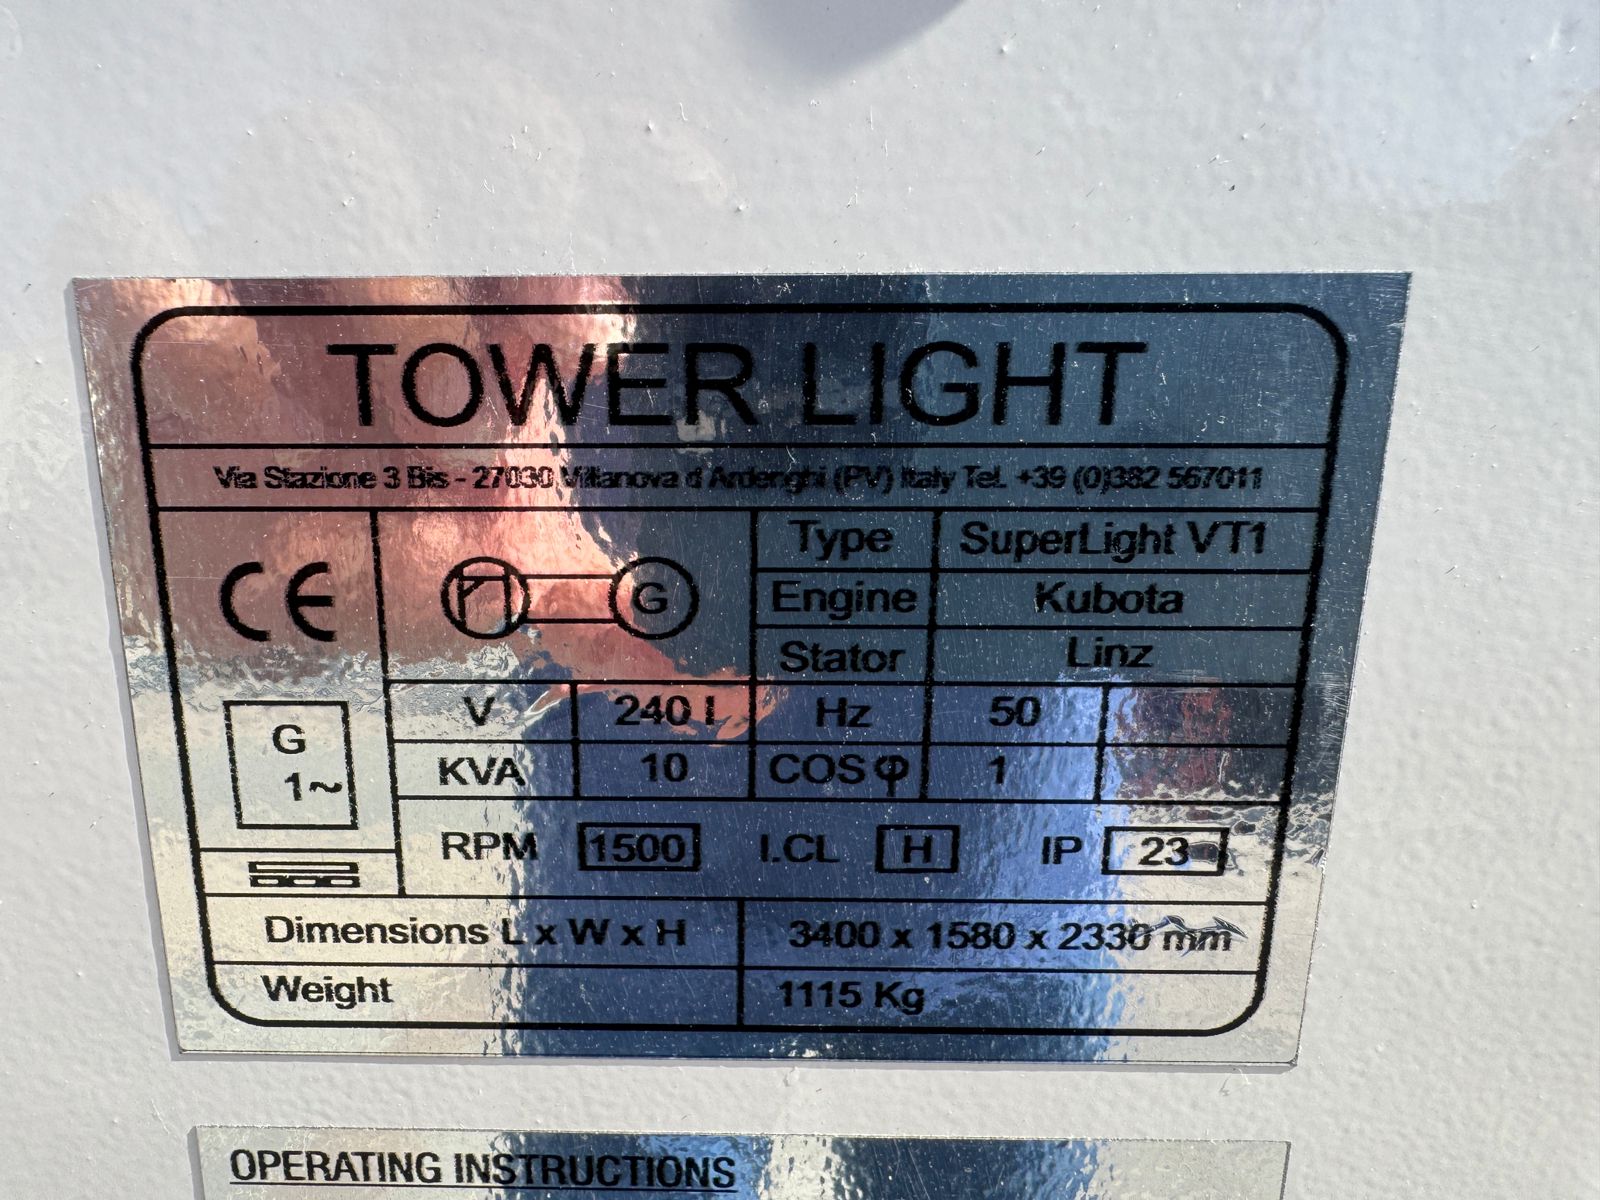 TOWER LIGHT
Via Stazione 3 Bis - 27030 Villanova d Ardenghi (PV) Italy Tel. +39 (0)382 567011
CE
G
Type SuperLight VT1
Engine Kubota
Stator Linz
G
1~
V 240 I Hz 50
KVA 10 COS φ 1
RPM 1500 I.CL H IP 23
Dimensions L x W x H 3400 x 1580 x 2330 mm
Weight 1115 Kg
OPERATING INSTRUCTIONS